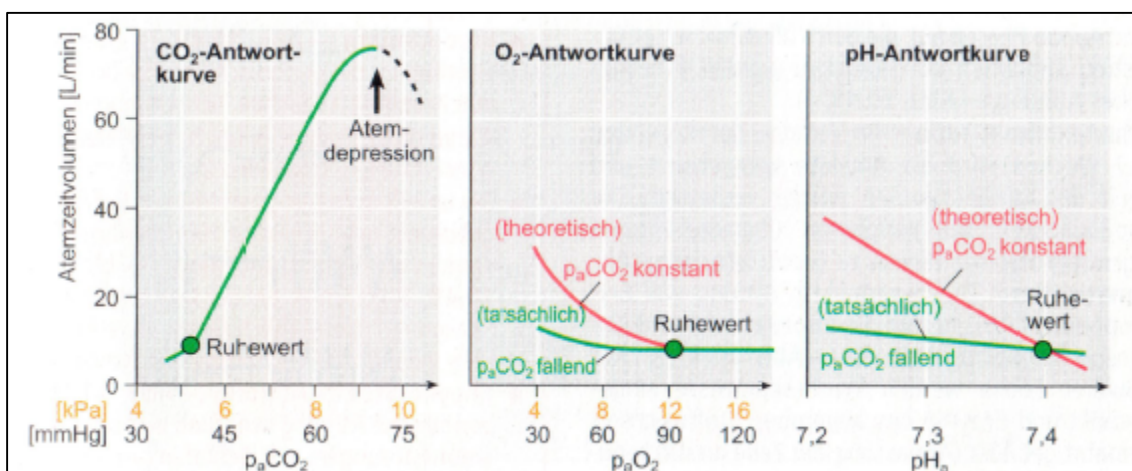 80
60
40
20
0
Atemzeitvolumen [L/min]
CO₂-Antwort-
kurve
Atem-
depression
Ruhewert
O₂-Antwortkurve
(theoretisch)
pₐCO₂ konstant
(tatsächlich)
Ruhewert
pₐCO₂ fallend
pH-Antwortkurve
(theoretisch)
pₐCO₂ konstant
(tatsächlich)
Ruhe-
wert
pₐCO₂ fallend
[kPa] 4 6 8 10 4 8 12 16
[mmHg] 30 45 60 75 30 60 90 120 7,2 7,3 7,4
pₐCO₂ pₐO₂ pHₐ